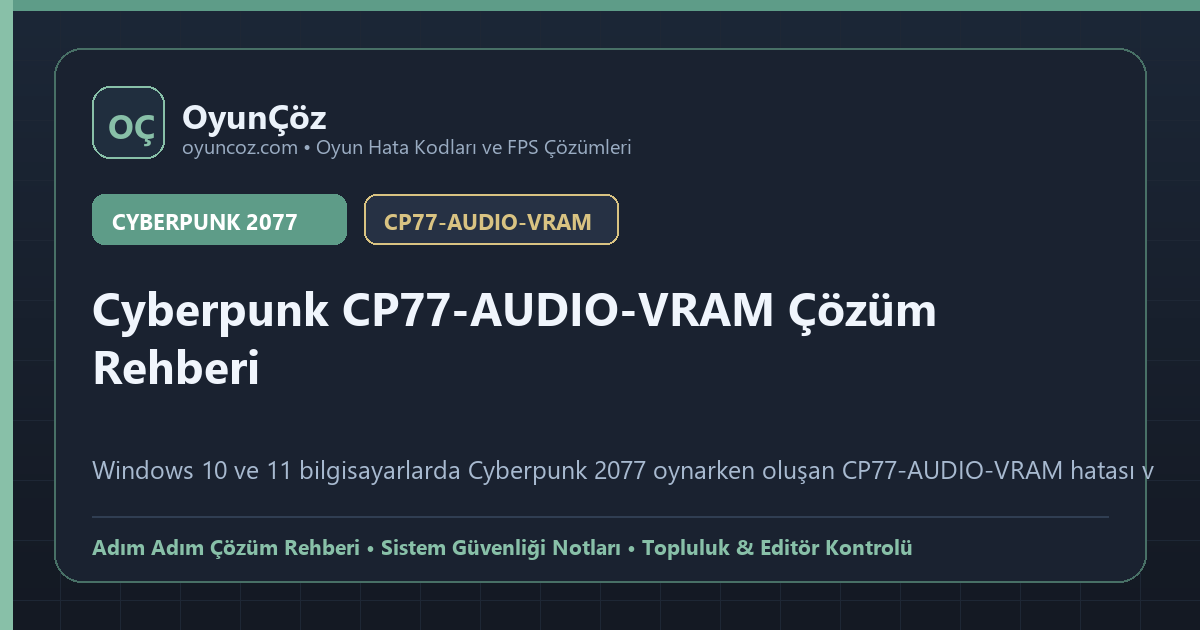 OÇ
OyunÇöz
oyuncoz.com • Oyun Hata Kodları ve FPS Çözümleri
CYBERPUNK 2077
CP77-AUDIO-VRAM
Cyberpunk CP77-AUDIO-VRAM Çözüm
Rehberi
Windows 10 ve 11 bilgisayarlarda Cyberpunk 2077 oynarken oluşan CP77-AUDIO-VRAM hatası v
Adım Adım Çözüm Rehberi • Sistem Güvenliği Notları • Topluluk & Editör Kontrolü